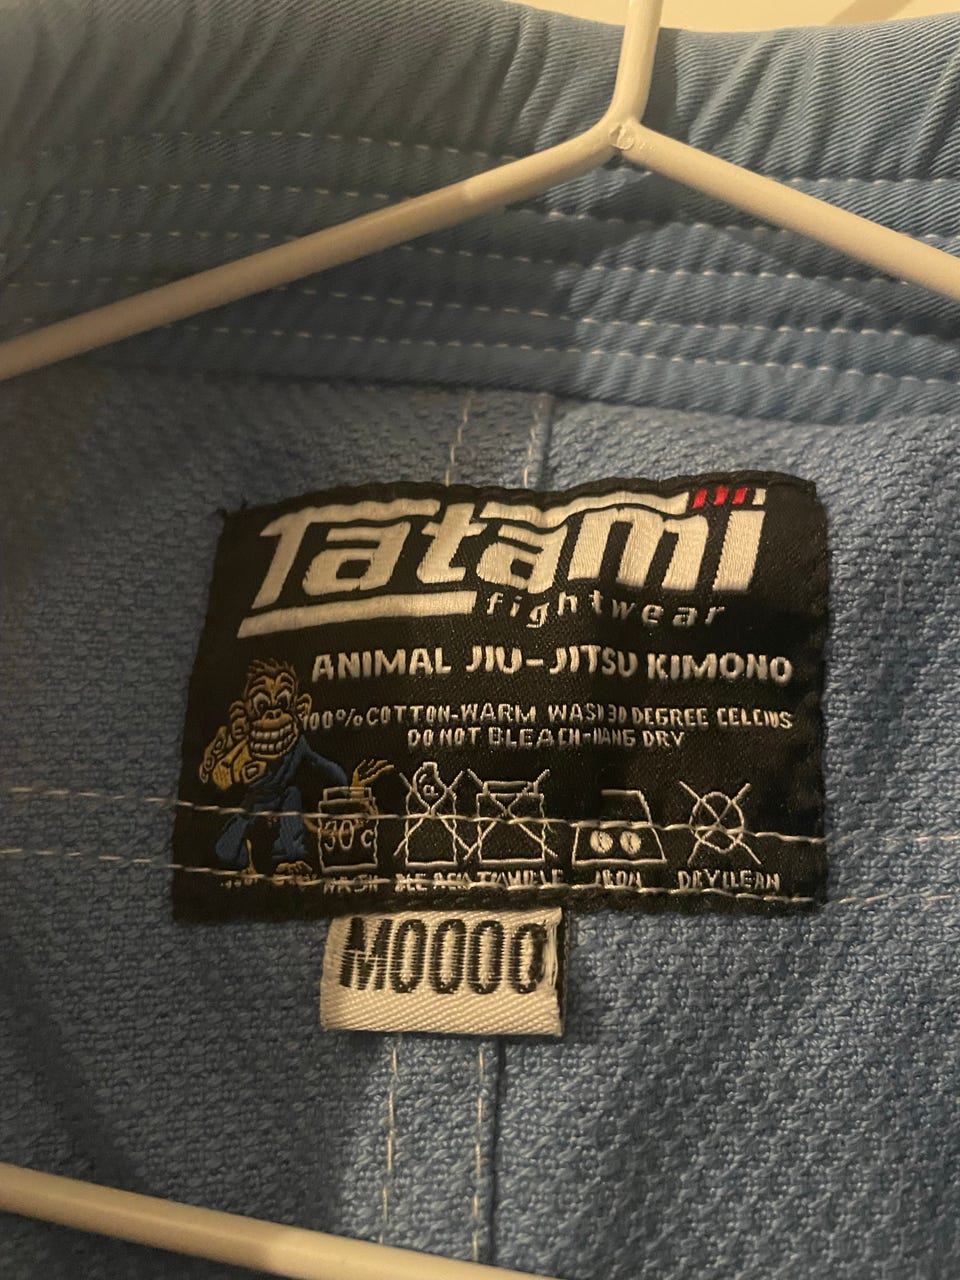 Tatami
fightwear
ANIMAL JIU-JITSU KIMONO
100% COTTON-WARM WASH 30 DEGREE CELCIUS
DO NOT BLEACH-HANG DRY
30°c
WASH BLEACH TUMBLE IRON DRYCLEAN
M0000